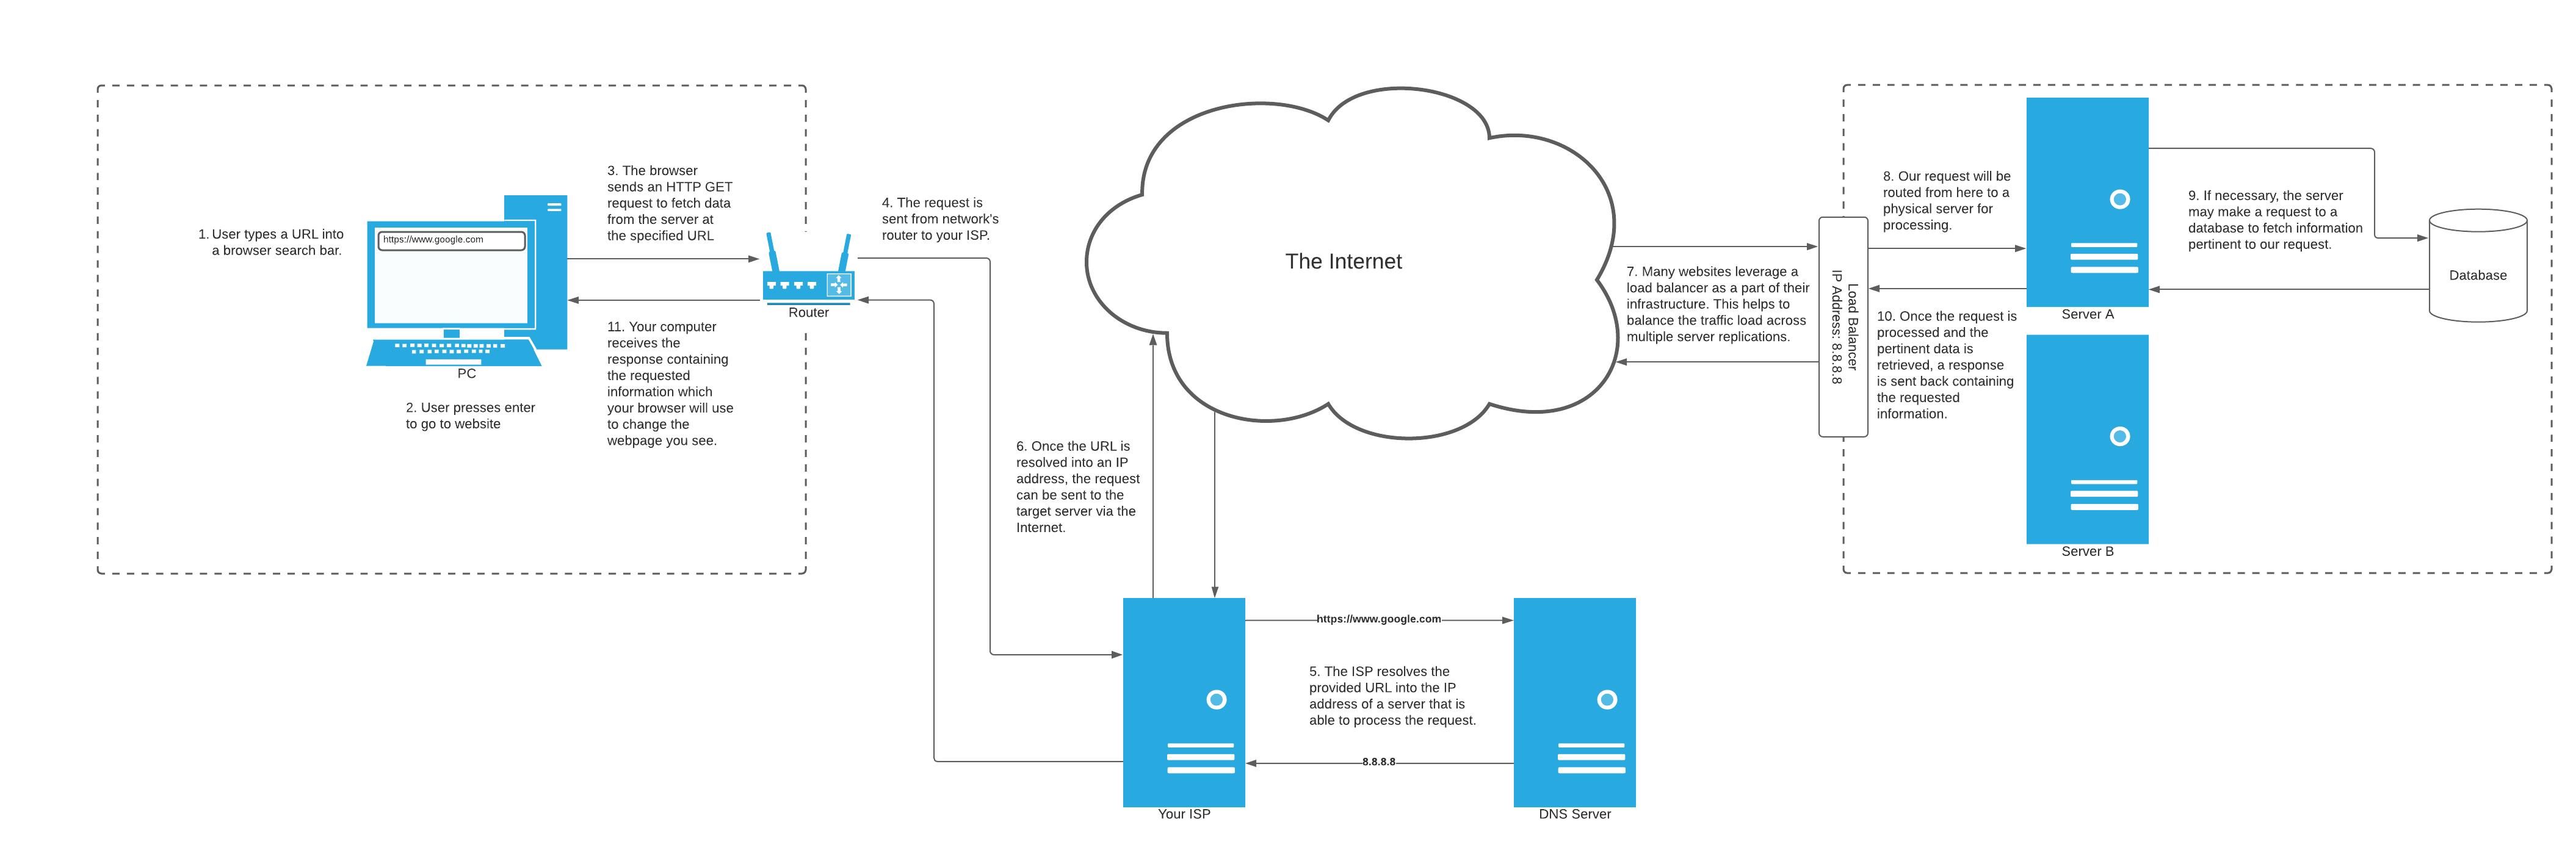 1. User types a URL into
a browser search bar.
https://www.google.com
PC
2. User presses enter
to go to website
3. The browser
sends an HTTP GET
request to fetch data
from the server at
the specified URL
11. Your computer
receives the
response containing
the requested
information which
your browser will use
to change the
webpage you see.
Router
4. The request is
sent from network's
router to your ISP.
The Internet
6. Once the URL is
resolved into an IP
address, the request
can be sent to the
target server via the
Internet.
Your ISP
https://www.google.com
5. The ISP resolves the
provided URL into the IP
address of a server that is
able to process the request.
8.8.8.8
DNS Server
7. Many websites leverage a
load balancer as a part of their
infrastructure. This helps to
balance the traffic load across
multiple server replications.
Load Balancer
IP Address: 8.8.8.8
8. Our request will be
routed from here to a
physical server for
processing.
10. Once the request is
processed and the
pertinent data is
retrieved, a response
is sent back containing
the requested
information.
Server A
Server B
9. If necessary, the server
may make a request to a
database to fetch information
pertinent to our request.
Database